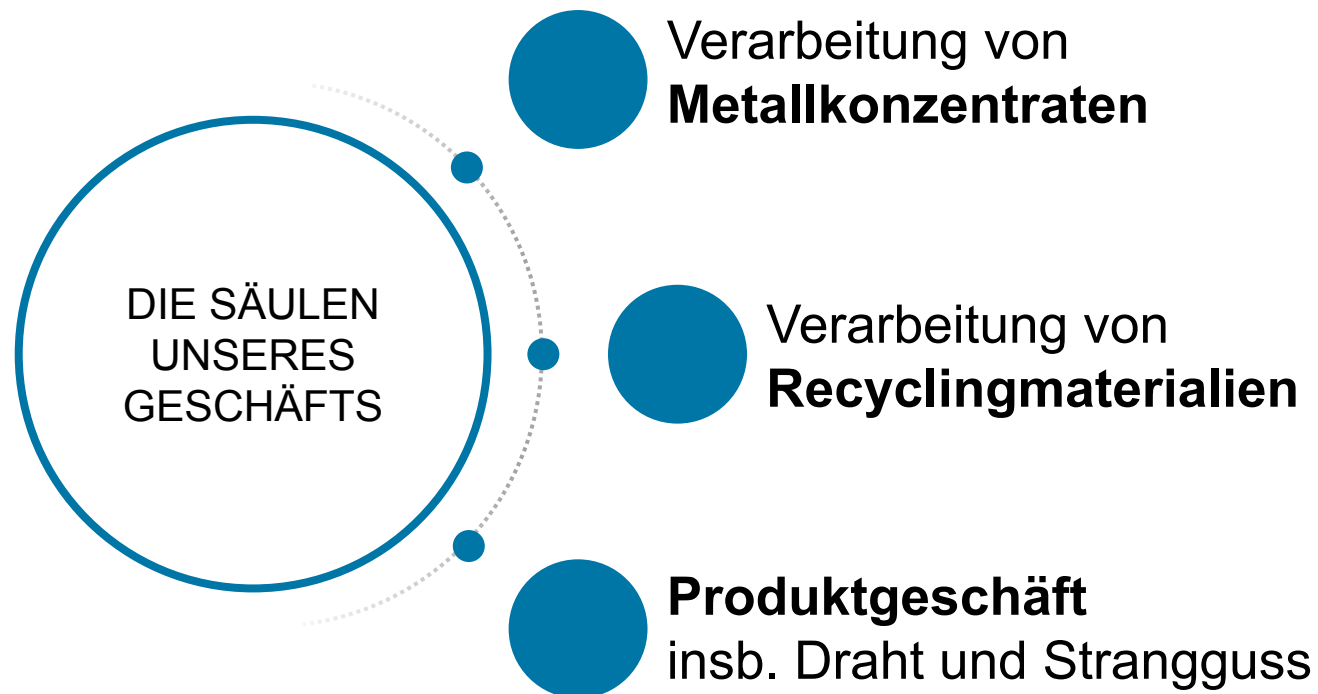 DIE SÄULEN
UNSERES
GESCHÄFTS
Verarbeitung von
Metallkonzentraten
Verarbeitung von
Recyclingmaterialien
Produktgeschäft
insb. Draht und Strangguss